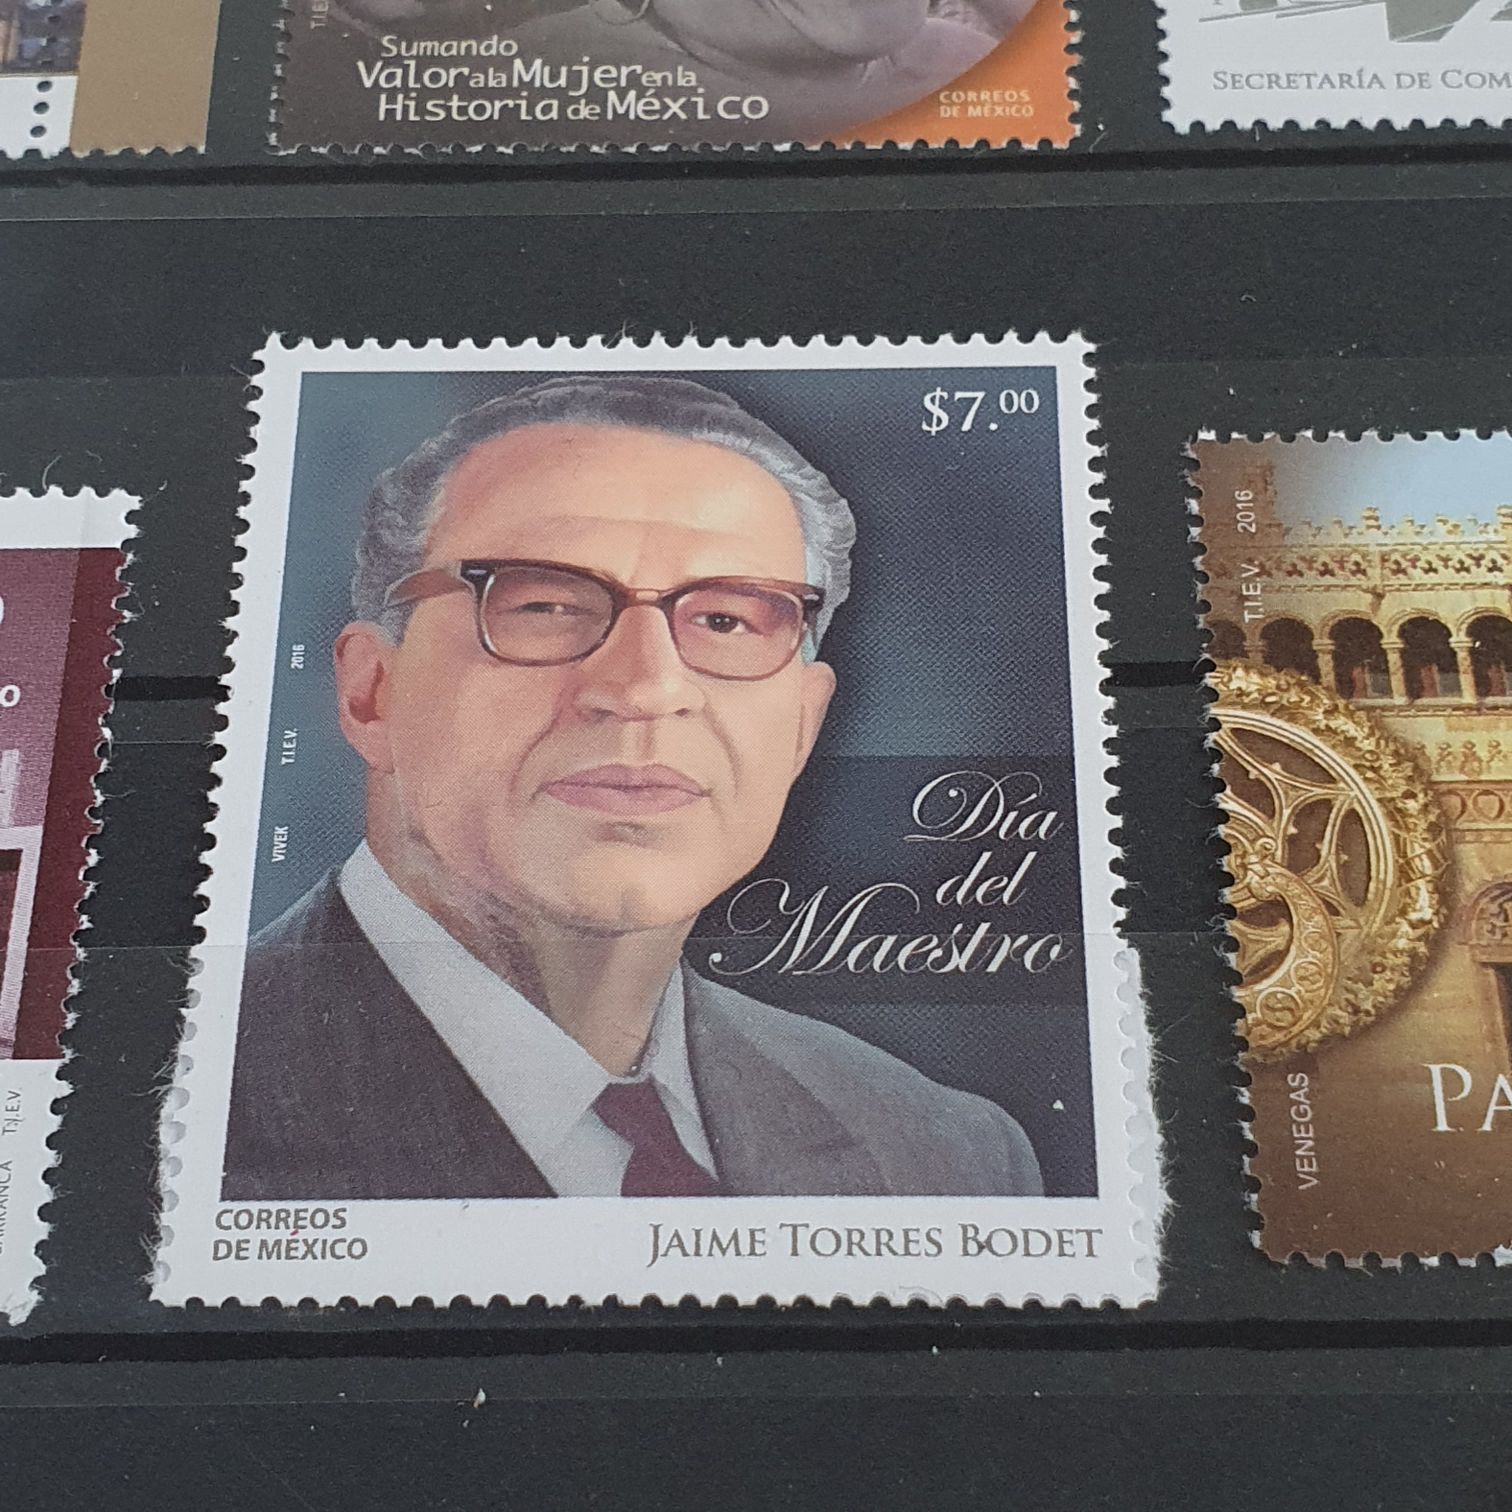 T.I.E
Sumando
Valor a la Mujer en la
Historia de México
CORREOS
DE MÉXICO
SECRETARÍA DE COM
$7.00
2016
T.I.E.V.
VIVEK
Día
del
Maestro
CORREOS
DE MÉXICO
JAIME TORRES BODET
o
T.I.E.V.
2016
T.I.E.V.
VENEGAS
PA